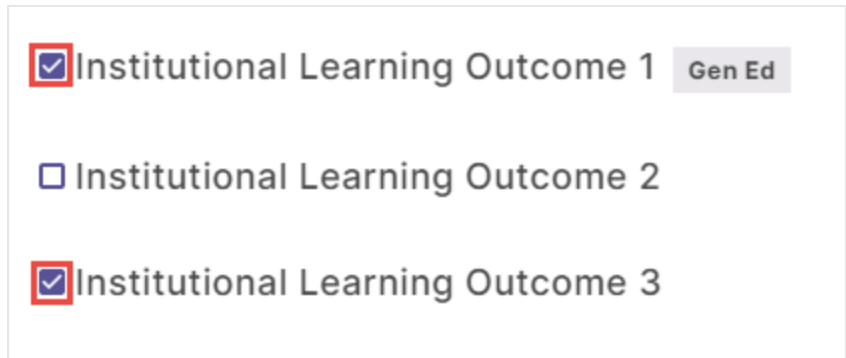 Institutional Learning Outcome 1 Gen Ed
Institutional Learning Outcome 2
Institutional Learning Outcome 3